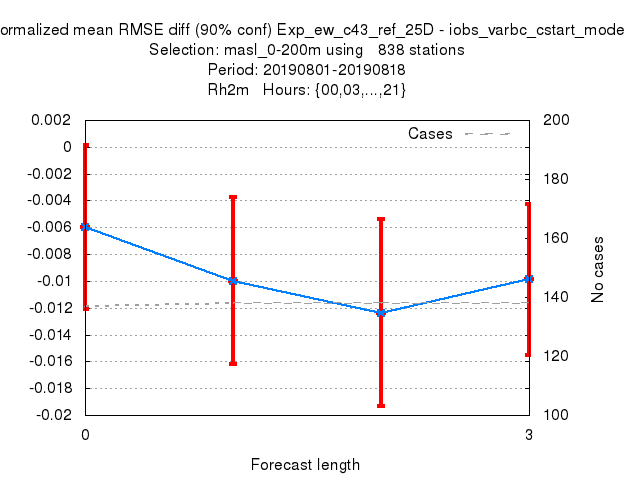 ormalized mean RMSE diff (90% conf) Exp_ew_c43_ref_25D - iobs_varbc_cstart_mode
Selection: masl_0-200m using 838 stations
Period: 20190801-20190818
Rh2m Hours: {00,03,...,21}
Cases
0.002
0
-0.002
-0.004
-0.006
-0.008
-0.01
-0.012
-0.014
-0.016
-0.018
-0.02
200
180
160
140
120
100
No cases
0
3
Forecast length